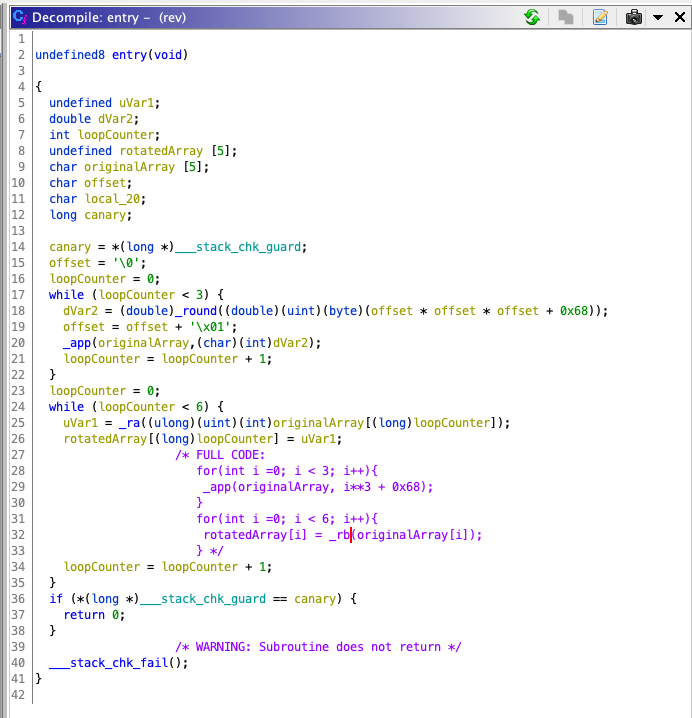 Decompile: entry – (rev)
1
2 undefined8 entry(void)
3
4 {
5 undefined uVar1;
6 double dVar2;
7 int loopCounter;
8 undefined rotatedArray [5];
9 char originalArray [5];
10 char offset;
11 char local_20;
12 long canary;
13
14 canary = *(long *)___stack_chk_guard;
15 offset = '\0';
16 loopCounter = 0;
17 while (loopCounter < 3) {
18 dVar2 = (double)_round((double)(uint)(byte)(offset * offset * offset + 0x68));
19 offset = offset + '\x01';
20 _app(originalArray,(char)(int)dVar2);
21 loopCounter = loopCounter + 1;
22 }
23 loopCounter = 0;
24 while (loopCounter < 6) {
25 uVar1 = _ra((ulong)(uint)(int)originalArray[(long)loopCounter]);
26 rotatedArray[(long)loopCounter] = uVar1;
27 /* FULL CODE:
28 for(int i =0; i < 3; i++){
29 _app(originalArray, i**3 + 0x68);
30 }
31 for(int i =0; i < 6; i++){
32 rotatedArray[i] = _rb(originalArray[i]);
33 } */
34 loopCounter = loopCounter + 1;
35 }
36 if (*(long *)___stack_chk_guard == canary) {
37 return 0;
38 }
39 /* WARNING: Subroutine does not return */
40 ___stack_chk_fail();
41 }
42